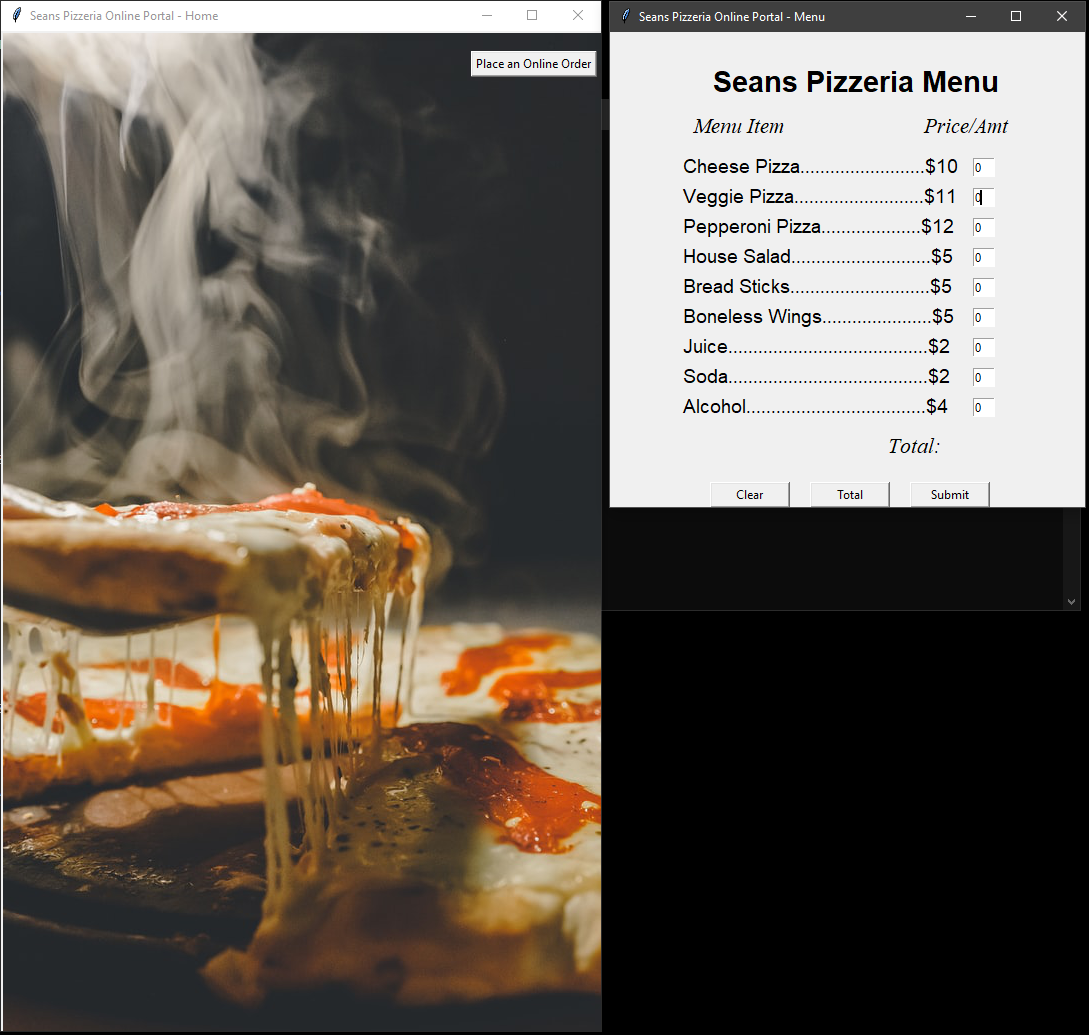 Seans Pizzeria Online Portal - Home
Place an Online Order
Seans Pizzeria Online Portal - Menu
Seans Pizzeria Menu
Menu Item Price/Amt
Cheese Pizza.........................$10 0
Veggie Pizza..........................$11 0
Pepperoni Pizza....................$12 0
House Salad............................$5 0
Bread Sticks............................$5 0
Boneless Wings......................$5 0
Juice........................................$2 0
Soda........................................$2 0
Alcohol....................................$4 0
Total:
Clear Total Submit